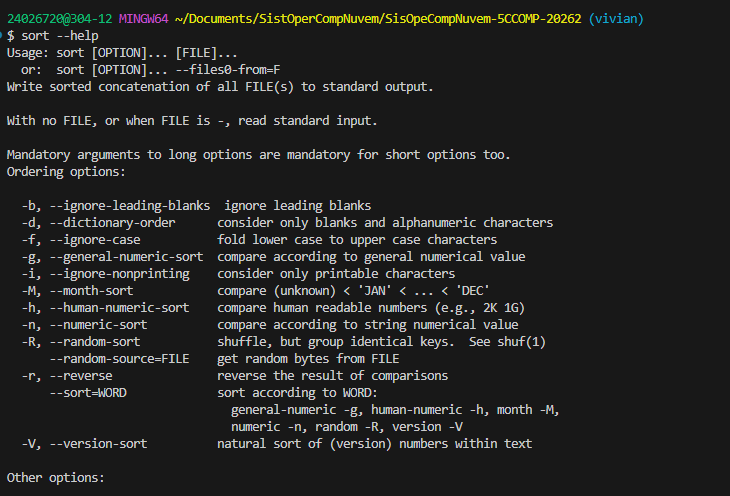 24026720@304-12 MINGW64 ~/Documents/SistOperCompNuvem/SisOpeCompNuvem-5CCOMP-20262 (vivian)
$ sort --help
Usage: sort [OPTION]... [FILE]...
  or:  sort [OPTION]... --files0-from=F
Write sorted concatenation of all FILE(s) to standard output.

With no FILE, or when FILE is -, read standard input.

Mandatory arguments to long options are mandatory for short options too.
Ordering options:

  -b, --ignore-leading-blanks  ignore leading blanks
  -d, --dictionary-order      consider only blanks and alphanumeric characters
  -f, --ignore-case           fold lower case to upper case characters
  -g, --general-numeric-sort  compare according to general numerical value
  -i, --ignore-nonprinting    consider only printable characters
  -M, --month-sort            compare (unknown) < 'JAN' < ... < 'DEC'
  -h, --human-numeric-sort    compare human readable numbers (e.g., 2K 1G)
  -n, --numeric-sort          compare according to string numerical value
  -R, --random-sort           shuffle, but group identical keys.  See shuf(1)
      --random-source=FILE    get random bytes from FILE
  -r, --reverse               reverse the result of comparisons
      --sort=WORD             sort according to WORD:
                                general-numeric -g, human-numeric -h, month -M,
                                numeric -n, random -R, version -V
  -V, --version-sort          natural sort of (version) numbers within text

Other options: